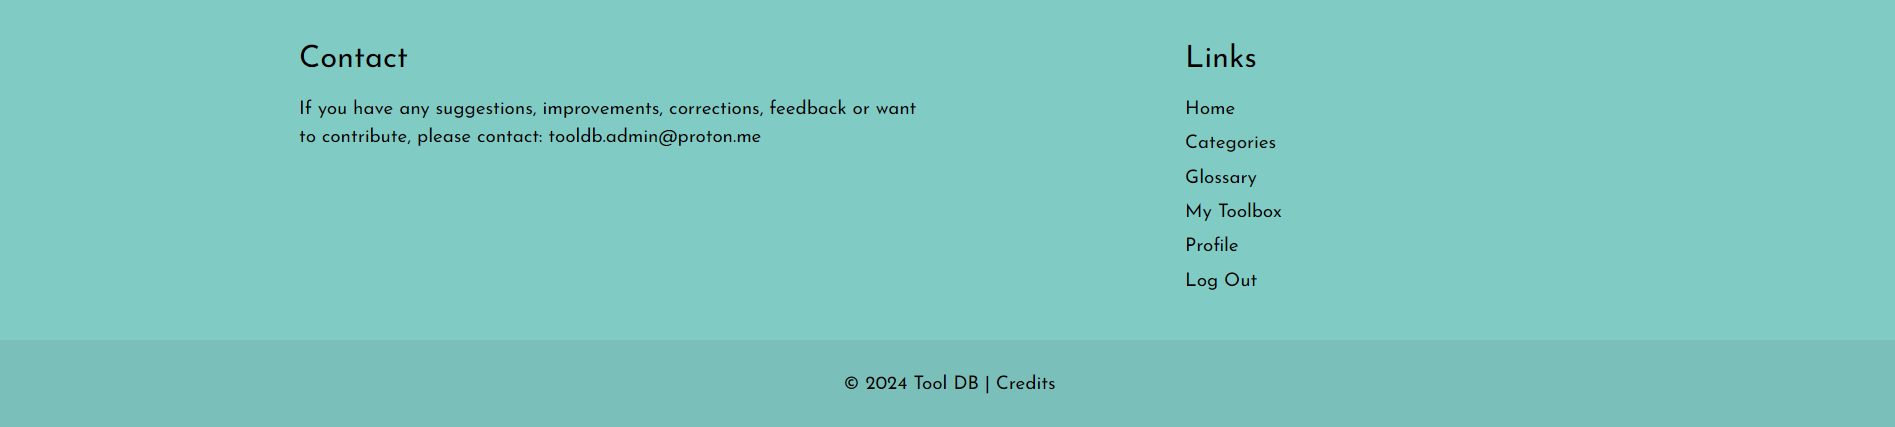 Contact
If you have any suggestions, improvements, corrections, feedback or want
to contribute, please contact: tooldb.admin@proton.me
Links
Home
Categories
Glossary
My Toolbox
Profile
Log Out
© 2024 Tool DB | Credits